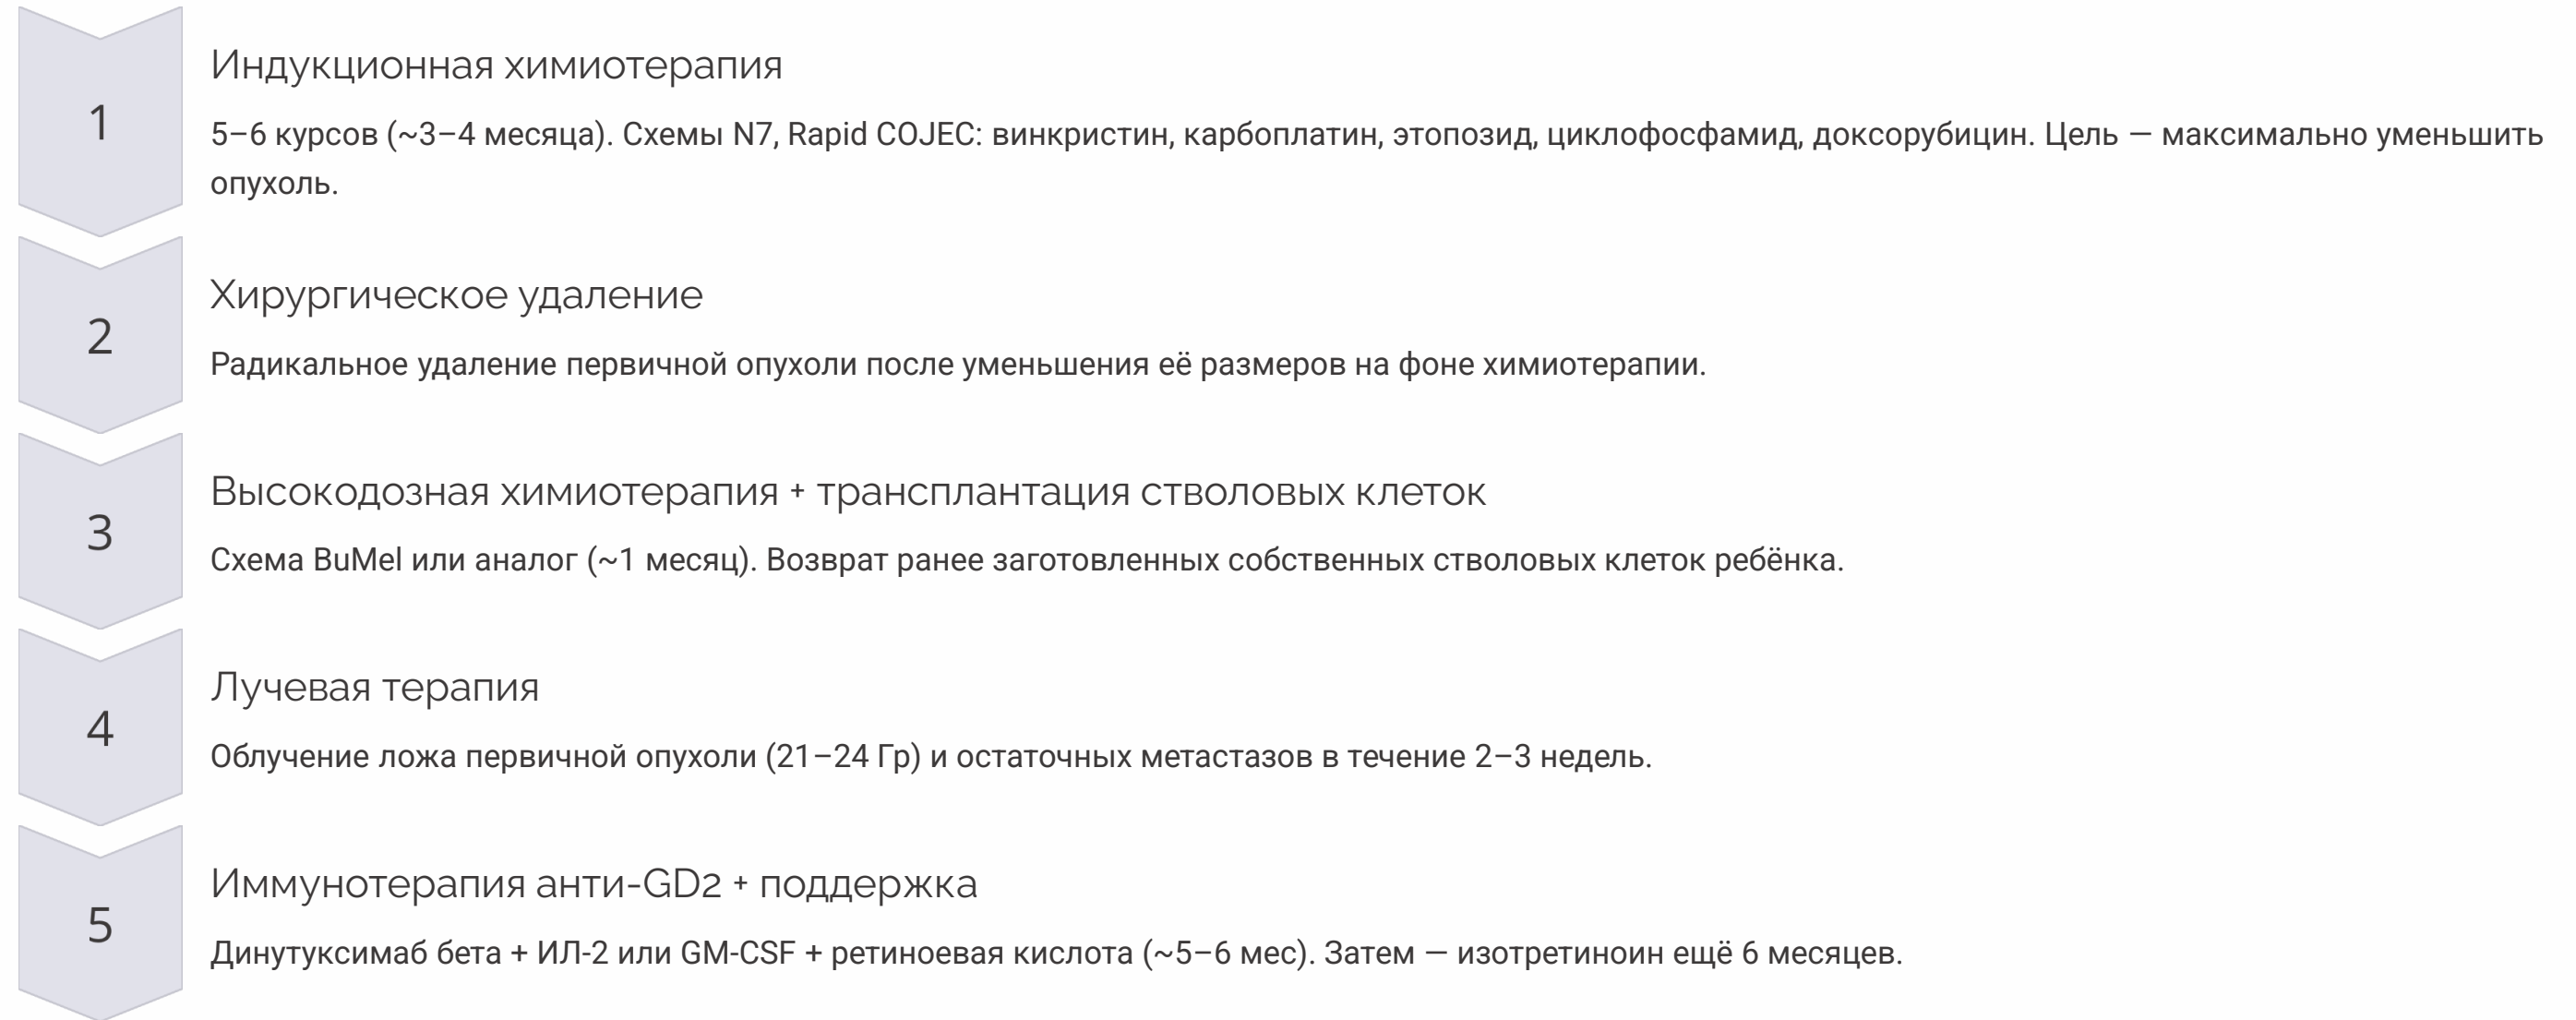 1
Индукционная химиотерапия
5–6 курсов (~3–4 месяца). Схемы N7, Rapid COJEC: винкристин, карбоплатин, этопозид, циклофосфамид, доксорубицин. Цель — максимально уменьшить
опухоль.
2
Хирургическое удаление
Радикальное удаление первичной опухоли после уменьшения её размеров на фоне химиотерапии.
3
Высокодозная химиотерапия + трансплантация стволовых клеток
Схема BuMel или аналог (~1 месяц). Возврат ранее заготовленных собственных стволовых клеток ребёнка.
4
Лучевая терапия
Облучение ложа первичной опухоли (21–24 Гр) и остаточных метастазов в течение 2–3 недель.
5
Иммунотерапия анти-GD2 + поддержка
Динутуксимаб бета + ИЛ-2 или GM-CSF + ретиноевая кислота (~5–6 мес). Затем — изотретиноин ещё 6 месяцев.